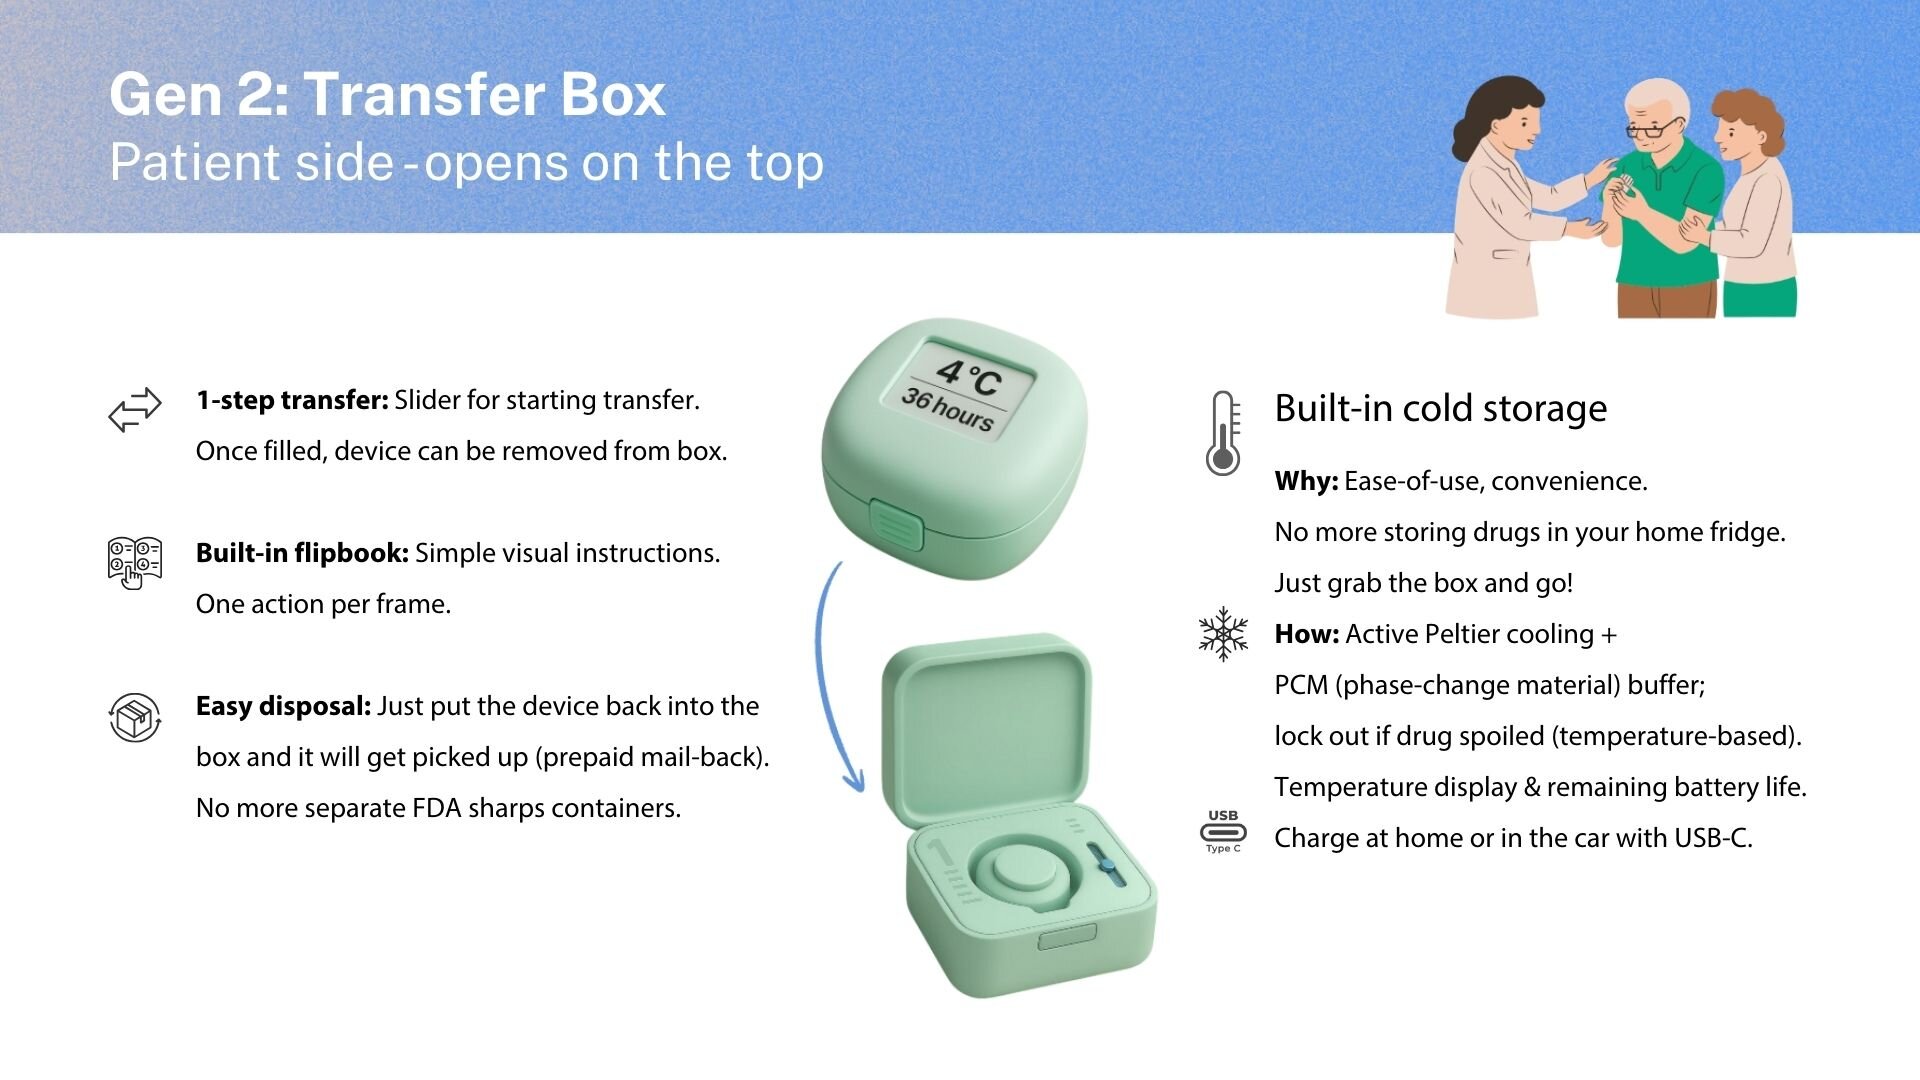 Gen 2: Transfer Box
Patient side - opens on the top
1-step transfer: Slider for starting transfer.
Once filled, device can be removed from box.
Built-in flipbook: Simple visual instructions.
One action per frame.
Easy disposal: Just put the device back into the
box and it will get picked up (prepaid mail-back).
No more separate FDA sharps containers.
4 °C
36 hours
1
Built-in cold storage
Why: Ease-of-use, convenience.
No more storing drugs in your home fridge.
Just grab the box and go!
How: Active Peltier cooling +
PCM (phase-change material) buffer;
lock out if drug spoiled (temperature-based).
Temperature display & remaining battery life.
USB
Type C
Charge at home or in the car with USB-C.